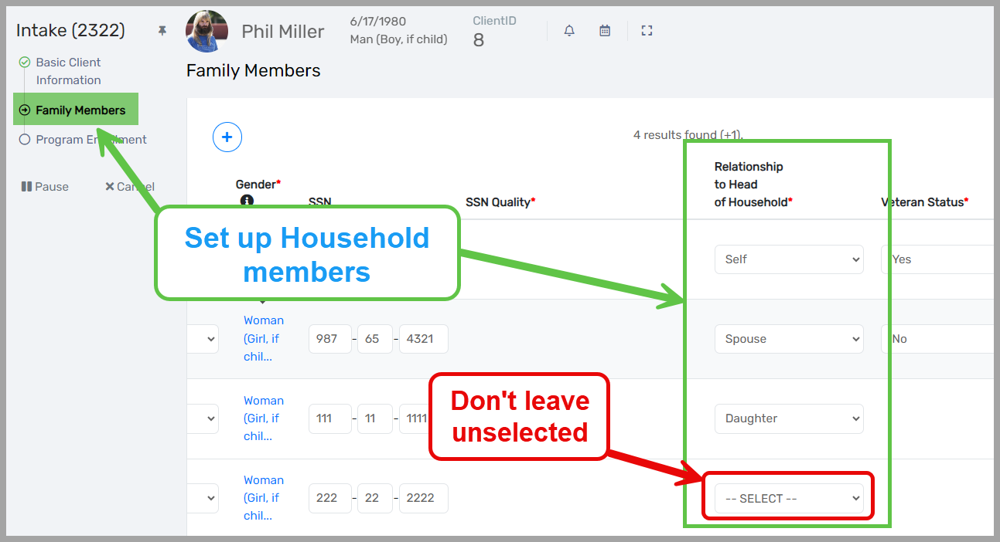 Intake (2322)
Phil Miller
6/17/1980
Man (Boy, if child)
ClientID
8
Basic Client
Information
Family Members
Program Enrollment
Pause
Cancel
Family Members
4 results found (+1).
Gender*
SSN
SSN Quality*
Relationship
to Head
of Household*
Veteran Status*
Set up Household
members
Self
Yes
Woman
(Girl, if
chil...
987 - 65 - 4321
Spouse
No
Don't leave
unselected
Woman
(Girl, if
chil...
111 - 11 - 1111
Daughter
Woman
(Girl, if
chil...
222 - 22 - 2222
-- SELECT --